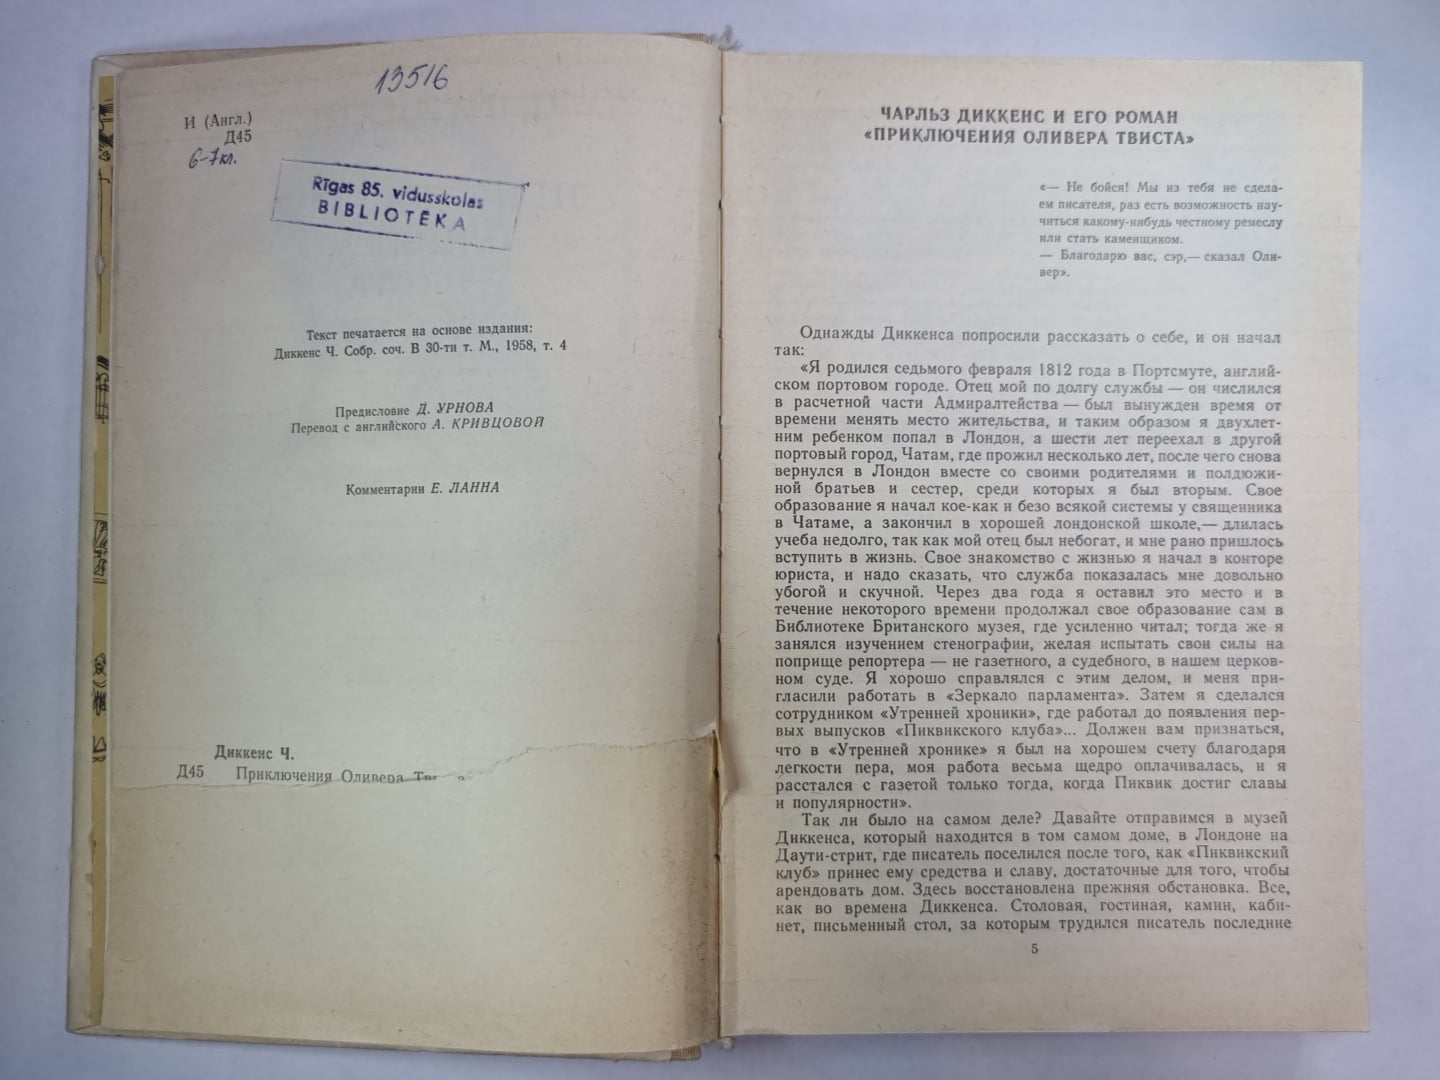 13516
И (Англ.)
Д45
6-7кл.
Rīgas 85. vidusskolas
BIBLIOTĒKA
Текст печатается на основе издания:
Диккенс Ч. Собр. соч. В 30-ти т. М., 1958, т. 4
Предисловие Д. УРНОВА
Перевод с английского А. КРИВЦОВОЙ
Комментарии Е. ЛАННА
Диккенс Ч.
Д45 Приключения Оливера
ЧАРЛЬЗ ДИККЕНС И ЕГО РОМАН
«ПРИКЛЮЧЕНИЯ ОЛИВЕРА ТВИСТА»
«— Не бойся! Мы из тебя не сдела-
ем писателя, раз есть возможность нау-
читься какому-нибудь честному ремеслу
или стать каменщиком.
— Благодарю вас, сэр,— сказал Оли-
вер».
Однажды Диккенса попросили рассказать о себе, и он начал
так:
«Я родился седьмого февраля 1812 года в Портсмуте, англий-
ском портовом городе. Отец мой по долгу службы — он числился
в расчетной части Адмиралтейства — был вынужден время от
времени менять место жительства, и таким образом я двухлет-
ним ребенком попал в Лондон, а шести лет переехал в другой
портовый город, Чатам, где прожил несколько лет, после чего снова
вернулся в Лондон вместе со своими родителями и полдюжи-
ной братьев и сестер, среди которых я был вторым. Свое
образование я начал кое-как и безо всякой системы у священника
в Чатаме, а закончил в хорошей лондонской школе,— длилась
учеба недолго, так как мой отец был небогат, и мне рано пришлось
вступить в жизнь. Свое знакомство с жизнью я начал в конторе
юриста, и надо сказать, что служба показалась мне довольно
убогой и скучной. Через два года я оставил это место и в
течение некоторого времени продолжал свое образование сам в
Библиотеке Британского музея, где усиленно читал; тогда же я
занялся изучением стенографии, желая испытать свои силы на
поприще репортера — не газетного, а судебного, в нашем церков-
ном суде. Я хорошо справлялся с этим делом, и меня при-
гласили работать в «Зеркало парламента». Затем я сделался
сотрудником «Утренней хроники», где работал до появления пер-
вых выпусков «Пиквикского клуба»... Должен вам признаться,
что в «Утренней хронике» я был на хорошем счету благодаря
легкости пера, моя работа весьма щедро оплачивалась, и я
расстался с газетой только тогда, когда Пиквик достиг славы
и популярности».
Так ли было на самом деле? Давайте отправимся в музей
Диккенса, который находится в том самом доме, в Лондоне на
Даути-стрит, где писатель поселился после того, как «Пиквикский
клуб» принес ему средства и славу, достаточные для того, чтобы
арендовать дом. Здесь восстановлена прежняя обстановка. Все,
как во времена Диккенса. Столовая, гостиная, камин, каби-
нет, письменный стол, за которым трудился писатель последние
5